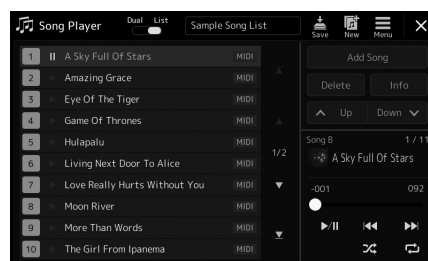 Song Player
Dual List
Sample Song List
Save
New
Menu
1 A Sky Full Of Stars MIDI
2 Amazing Grace MIDI
3 Eye Of The Tiger MIDI
4 Game Of Thrones MIDI
5 Hulapalu MIDI
6 Living Next Door To Alice MIDI
7 Love Really Hurts Without You MIDI
8 Moon River MIDI
9 More Than Words MIDI
10 The Girl From Ipanema MIDI
1/2
Add Song
Delete
Info
Up
Down
Song B 1 / 11
A Sky Full Of Stars
-001 092